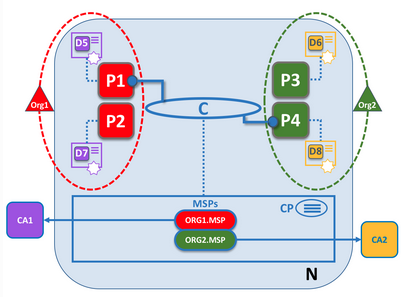 D5
D6
P1
P3
Org1
Org2
C
P2
P4
D7
D8
MSPs
CP
ORG1.MSP
CA1
ORG2.MSP
CA2
N